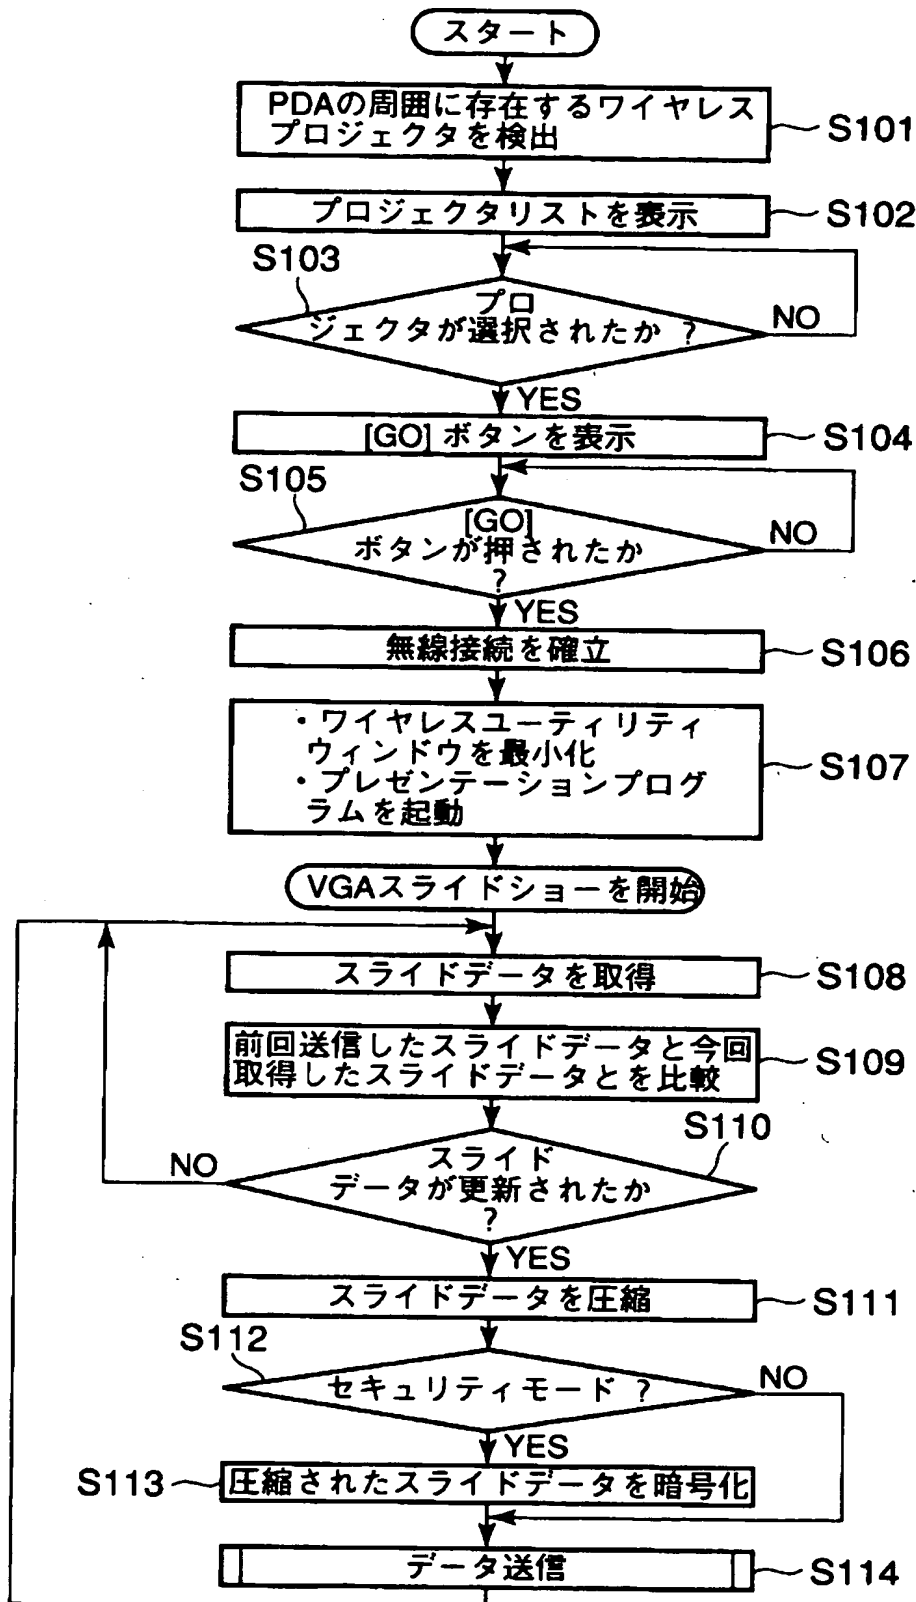 スタート
PDAの周囲に存在するワイヤレス
プロジェクタを検出
S101
プロジェクタリストを表示
S102
S103
プロ
ジェクタが選択されたか ?
NO
YES
[GO] ボタンを表示
S104
S105
[GO]
ボタンが押されたか
?
NO
YES
無線接続を確立
S106
・ワイヤレスユーティリティ
ウィンドウを最小化
・プレゼンテーションプログ
ラムを起動
S107
VGAスライドショーを開始
スライドデータを取得
S108
前回送信したスライドデータと今回
取得したスライドデータとを比較
S109
S110
スライド
データが更新されたか
?
NO
YES
スライドデータを圧縮
S111
S112
セキュリティモード ?
NO
YES
S113
圧縮されたスライドデータを暗号化
データ送信
S114